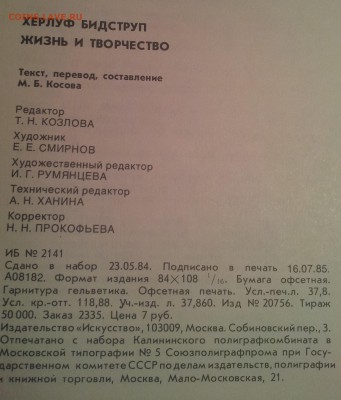 ХЕРЛУФ БИДСТРУП
ЖИЗНЬ И ТВОРЧЕСТВО
Текст, перевод, составление
М. Б. Косова
Редактор
Т. Н. КОЗЛОВА
Художник
Е. Е. СМИРНОВ
Художественный редактор
И. Г. РУМЯНЦЕВА
Технический редактор
А. Н. ХАНИНА
Корректор
Н. Н. ПРОКОФЬЕВА
ИБ № 2141
Сдано в набор 23.05.84. Подписано в печать 16.07.85.
А08182. Формат издания 84×108 1/16. Бумага офсетная.
Гарнитура гельветика. Офсетная печать. Усл.-печ.л. 37,8.
Усл. кр.-отт. 118,88. Уч.-изд. л. 37,860. Изд №20756. Тираж
50 000. Заказ 2335. Цена 7 руб.
Издательство «Искусство», 103009, Москва. Собиновский пер., 3.
Отпечатано с набора Калининского полиграфкомбината в
Московской типографии № 5 Союзполиграфпрома при Госу-
дарственном комитете СССР по делам издательств, полиграфии
и книжной торговли, Москва, Мало-Московская, 21.